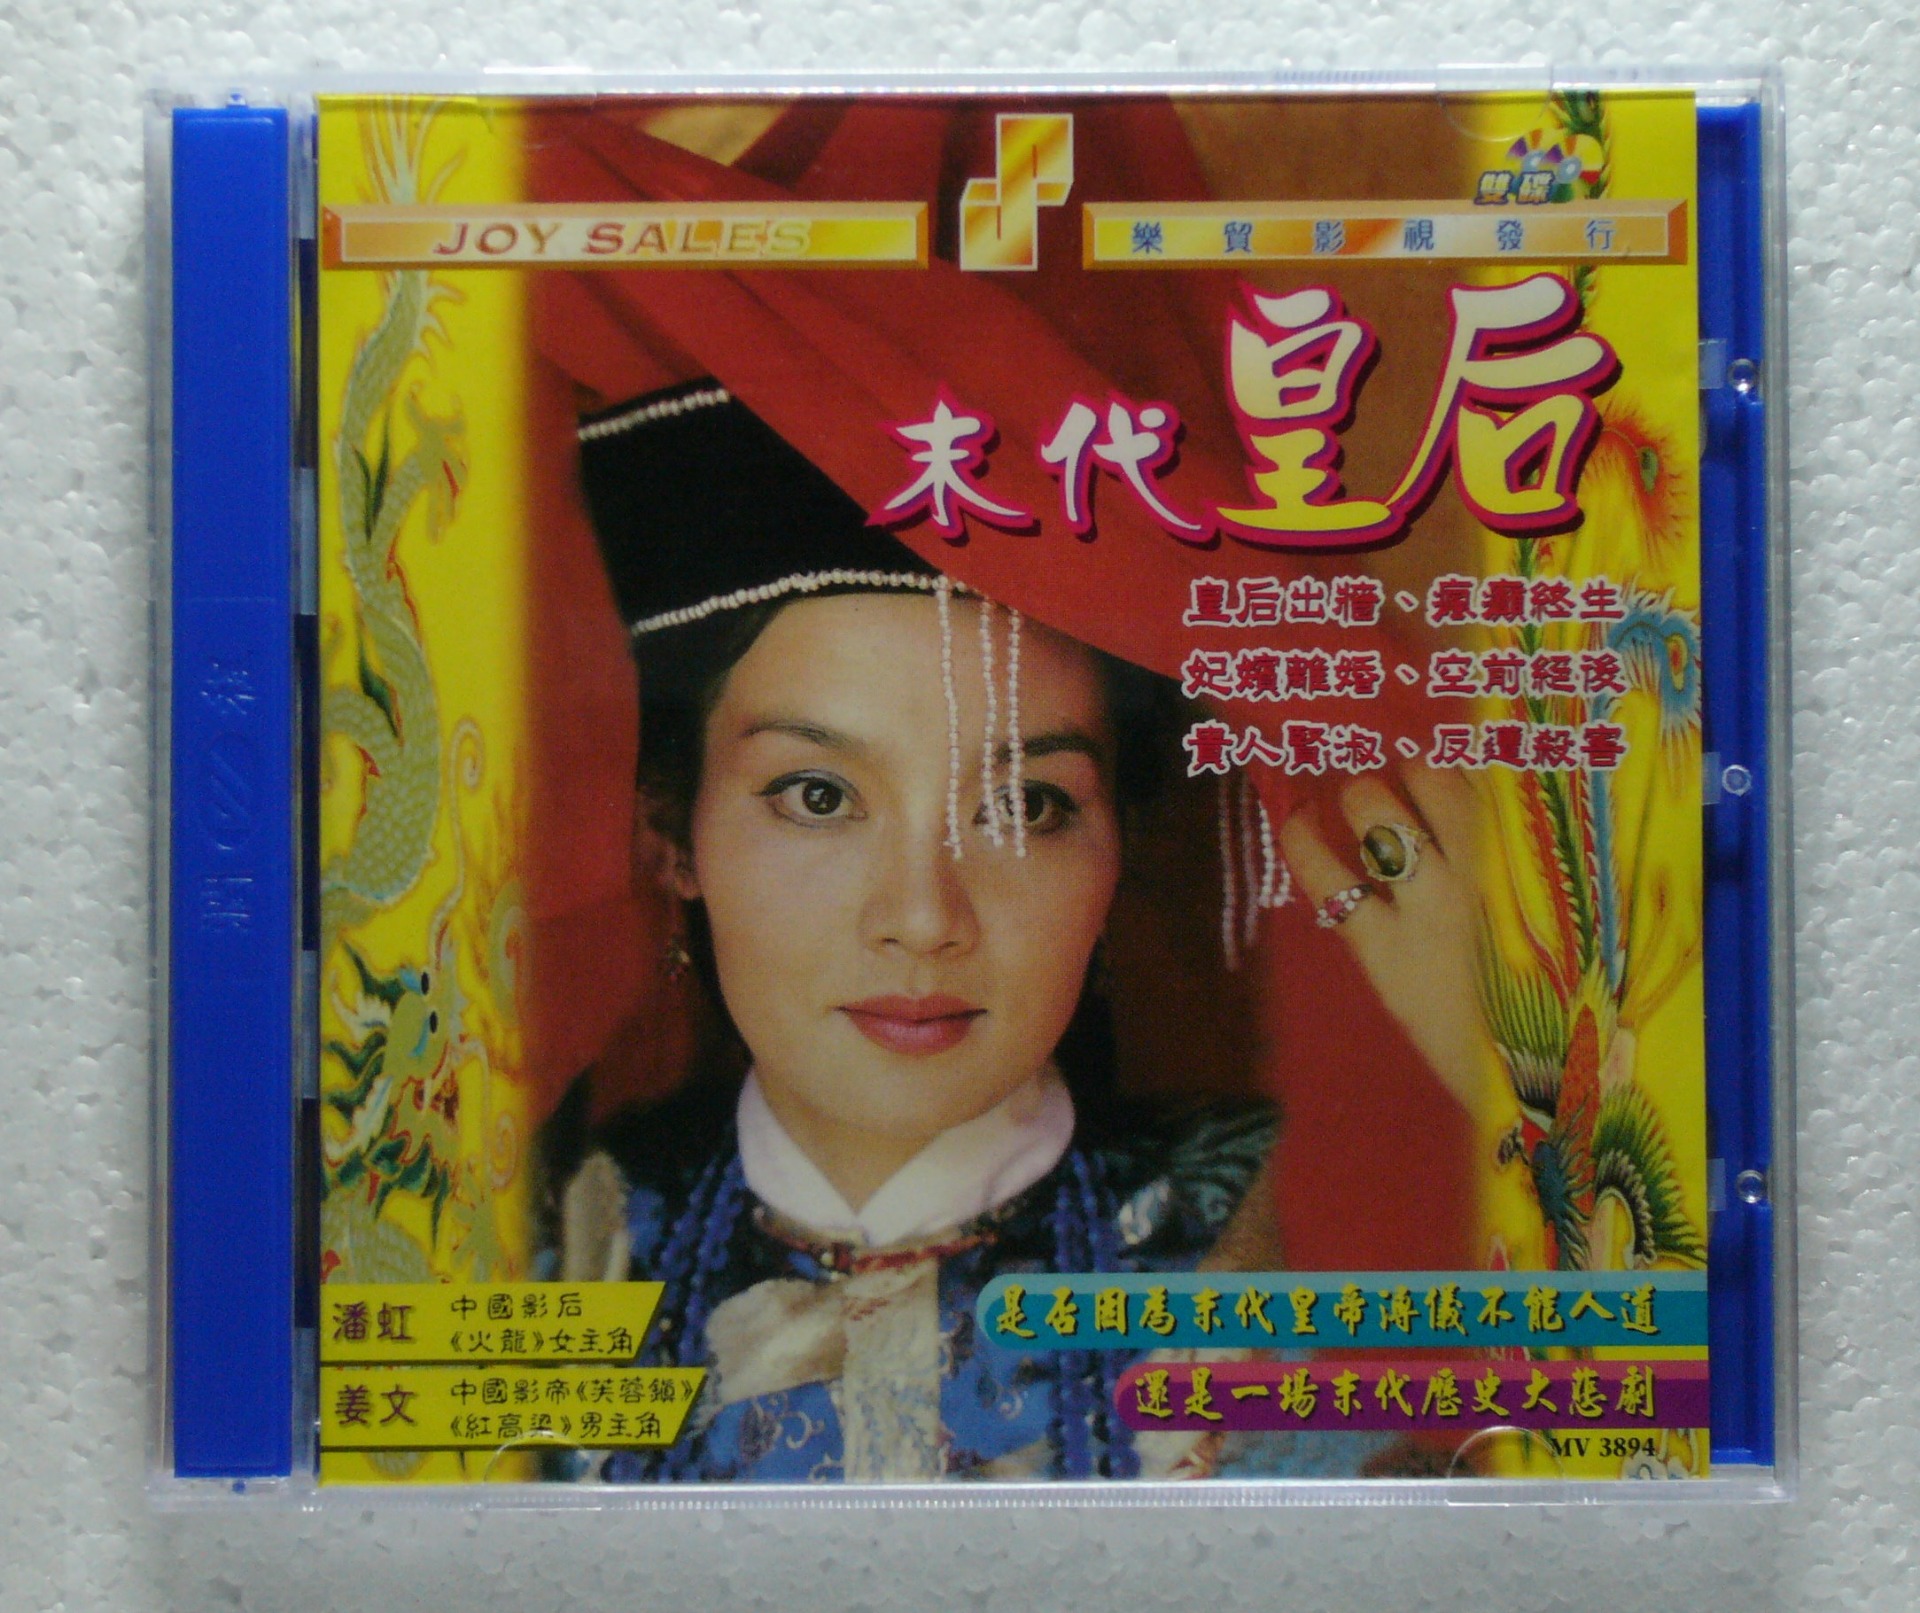 雙碟
JOY SALES
樂貿影視發行
末代皇后
皇后出牆、瘋癲終生
妃嬪離婚、空前絕後
貴人賢淑、反遭殺害
潘虹 中國影后
《火龍》女主角
姜文 中國影帝《芙蓉鎮》
《紅高粱》男主角
是否因為末代皇帝溥儀不能人道
還是一場末代歷史大悲劇
MV 3894